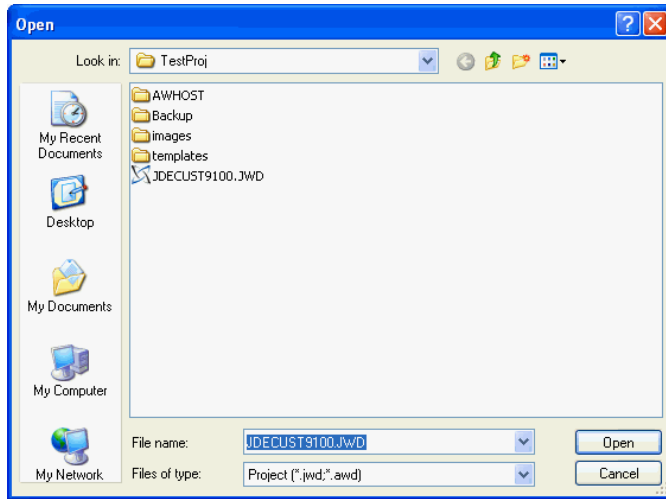 Open
Look in:
TestProj
My Recent
Documents
Desktop
My Documents
My Computer
My Network
AWHOST
Backup
images
templates
JDECUST9100.JWD
File name:
JDECUST9100.JWD
Open
Files of type:
Project (*.jwd;*.awd)
Cancel